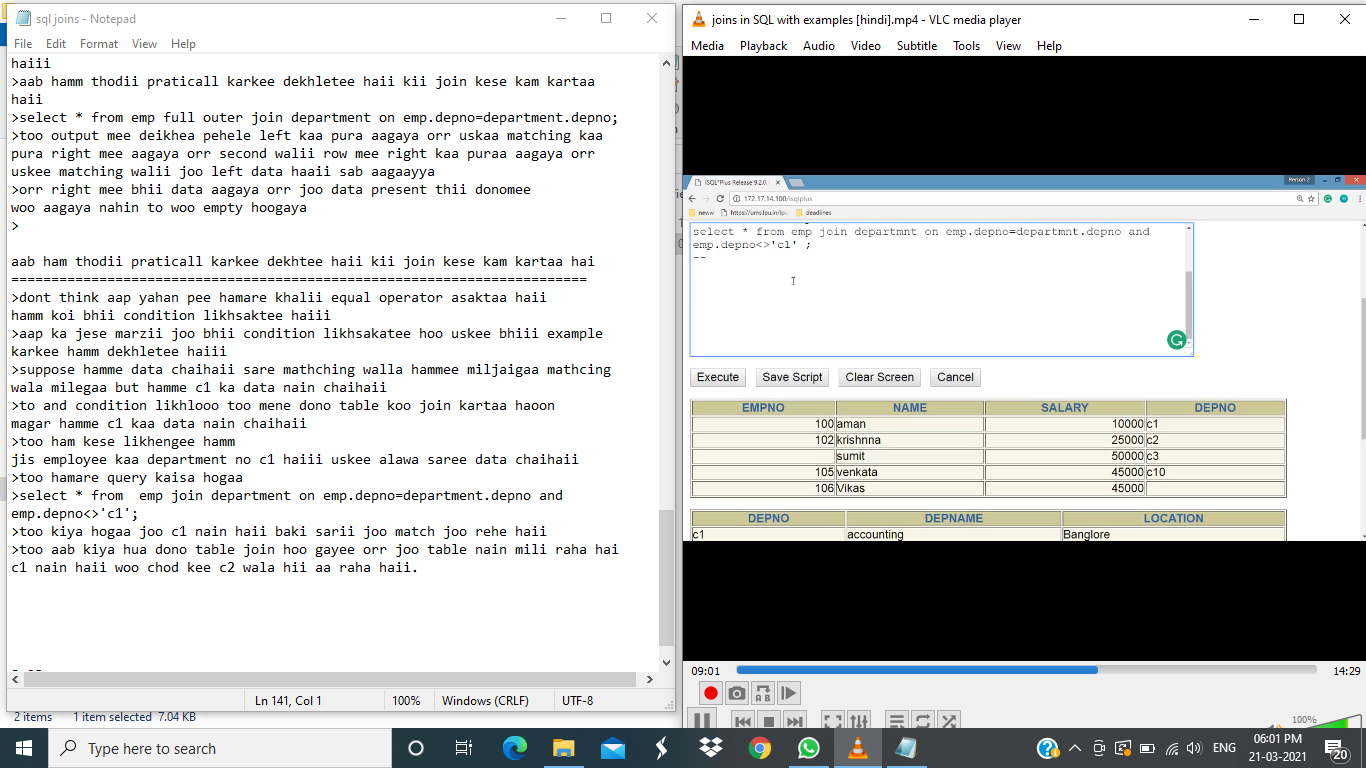 sql joins - Notepad
File Edit Format View Help
haiii
>aab hamm thodii praticall karkee dekhletee haii kii join kese kam kartaa
haii
>select * from emp full outer join department on emp.depno=department.depno;
>too output mee deikhea pehele left kaa pura aagaya orr uskaa matching kaa
pura right mee aagaya orr second walii row mee right kaa puraa aagaya orr
uskee matching walii joo left data haaii sab aagaayya
>orr right mee bhii data aagaya orr joo data present thii donomee
woo aagaya nahin to woo empty hoogaya
>
aab ham thodii praticall karkee dekhtee haii kii join kese kam kartaa hai
======================================================================
>dont think aap yahan pee hamare khalii equal operator asaktaa haii
hamm koi bhii condition likhsaktee haiii
>aap ka jese marzii joo bhii condition likhsakatee hoo uskee bhiii example
karkee hamm dekhletee haiii
>suppose hamme data chaihaii sare mathching walla hammee miljaigaa mathcing
wala milegaa but hamme c1 ka data nain chaihaii
>to and condition likhlooo too mene dono table koo join kartaa haoon
magar hamme c1 kaa data nain chaihaii
>too ham kese likhengee hamm
jis employee kaa department no c1 haiii uskee alawa saree data chaihaii
>too hamare query kaisa hogaa
>select * from  emp join department on emp.depno=department.depno and
emp.depno<>'c1';
>too kiya hogaa joo c1 nain haii baki sarii joo match joo rehe haii
>too aab kiya hua dono table join hoo gayee orr joo table nain mili raha hai
c1 nain haii woo chod kee c2 wala hii aa raha haii.
Ln 141, Col 1 100% Windows (CRLF) UTF-8
2 items 1 item selected 7.04 KB
joins in SQL with examples [hindi].mp4 - VLC media player
Media Playback Audio Video Subtitle Tools View Help
iSQL*Plus Release 9.2.0. Person 2
172.17.14.100/isqlplus
neww https://ums.lpu.in/lpu deadlines
select * from emp join departmnt on emp.depno=departmnt.depno and
emp.depno<>'c1' ;
--
Execute Save Script Clear Screen Cancel
EMPNO NAME SALARY DEPNO
100 aman 10000 c1
102 krishnna 25000 c2
sumit 50000 c3
105 venkata 45000 c10
106 Vikas 45000
DEPNO DEPNAME LOCATION
c1 accounting Banglore
09:01 14:29
A B
100%
Type here to search
ENG
06:01 PM
21-03-2021
20